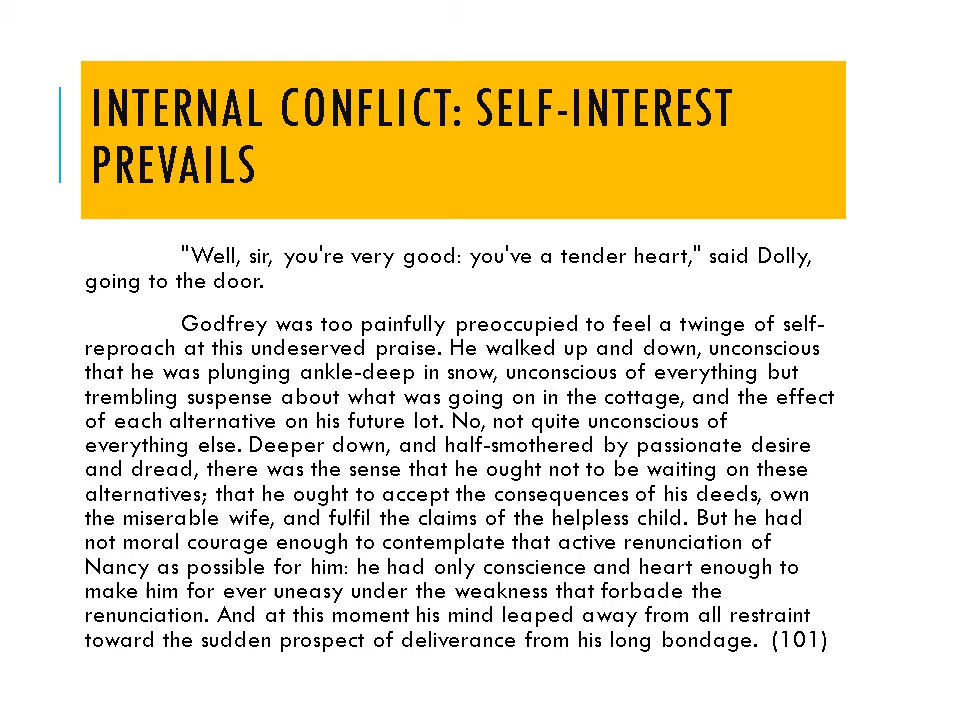 INTERNAL CONFLICT: SELF-INTEREST
PREVAILS
"Well, sir, you're very good: you've a tender heart," said Dolly,
going to the door.
Godfrey was too painfully preoccupied to feel a twinge of self-
reproach at this undeserved praise. He walked up and down, unconscious
that he was plunging ankle-deep in snow, unconscious of everything but
trembling suspense about what was going on in the cottage, and the effect
of each alternative on his future lot. No, not quite unconscious of
everything else. Deeper down, and half-smothered by passionate desire
and dread, there was the sense that he ought not to be waiting on these
alternatives; that he ought to accept the consequences of his deeds, own
the miserable wife, and fulfil the claims of the helpless child. But he had
not moral courage enough to contemplate that active renunciation of
Nancy as possible for him: he had only conscience and heart enough to
make him for ever uneasy under the weakness that forbade the
renunciation. And at this moment his mind leaped away from all restraint
toward the sudden prospect of deliverance from his long bondage. (101)